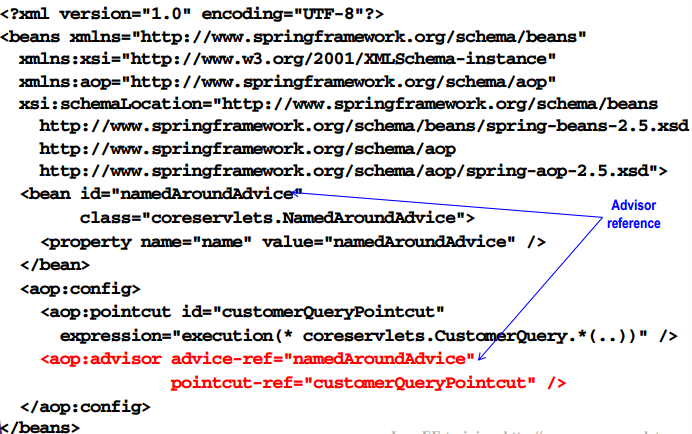 <?xml version="1.0" encoding="UTF-8"?>
<beans xmlns="http://www.springframework.org/schema/beans"
xmlns:xsi="http://www.w3.org/2001/XMLSchema-instance"
xmlns:aop="http://www.springframework.org/schema/aop"
xsi:schemaLocation="http://www.springframework.org/schema/beans
http://www.springframework.org/schema/beans/spring-beans-2.5.xsd
http://www.springframework.org/schema/aop
http://www.springframework.org/schema/aop/spring-aop-2.5.xsd">
<bean id="namedAroundAdvice"
class="coreservlets.NamedAroundAdvice">
Advisor
reference
<property name="name" value="namedAroundAdvice" />
</bean>
<aop:config>
<aop:pointcut id="customerQueryPointcut"
expression="execution(* coreservlets.CustomerQuery.*(..))" />
<aop:advisor advice-ref="namedAroundAdvice"
pointcut-ref="customerQueryPointcut" />
</aop:config>
</beans>